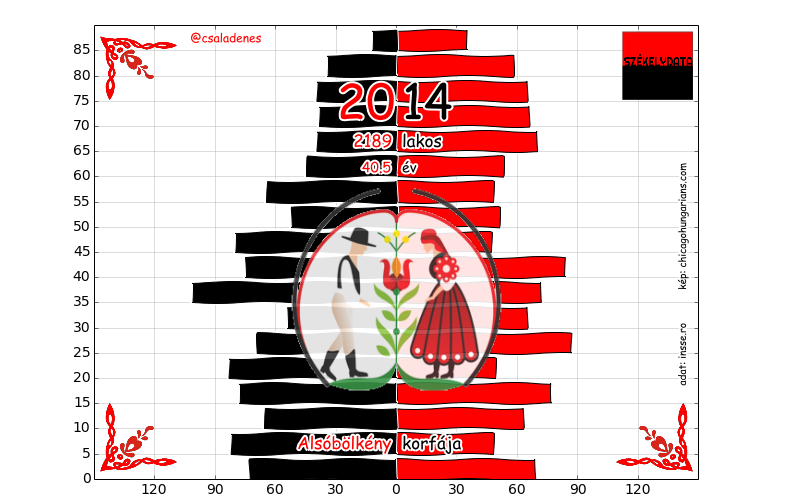 @csaladenes
SZÉKELYDATA
2014
2189 lakos
40.5 év
kép: chicagohungarians.com
adat: insse.ro
Alsóbölkény korfája
85
80
75
70
65
60
55
50
45
40
35
30
25
20
15
10
5
0
120 90 60 30 0 30 60 90 120